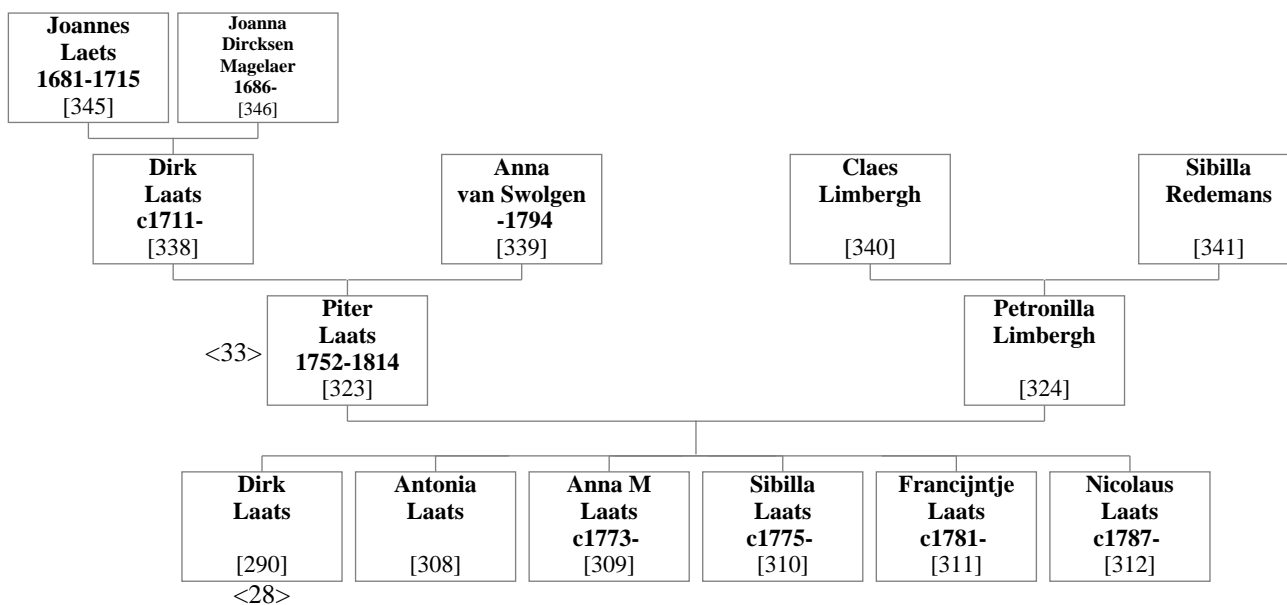 Joannes
Laets
1681-1715
[345]
Joanna
Dircksen
Magelaer
1686-
[346]
Dirk
Laats
c1711-
[338]
Anna
van Swolgen
-1794
[339]
Claes
Limbergh
[340]
Sibilla
Redemans
[341]
<33>
Piter
Laats
1752-1814
[323]
Petronilla
Limbergh
[324]
Dirk
Laats
[290]
<28>
Antonia
Laats
[308]
Anna M
Laats
c1773-
[309]
Sibilla
Laats
c1775-
[310]
Francijntje
Laats
c1781-
[311]
Nicolaus
Laats
c1787-
[312]